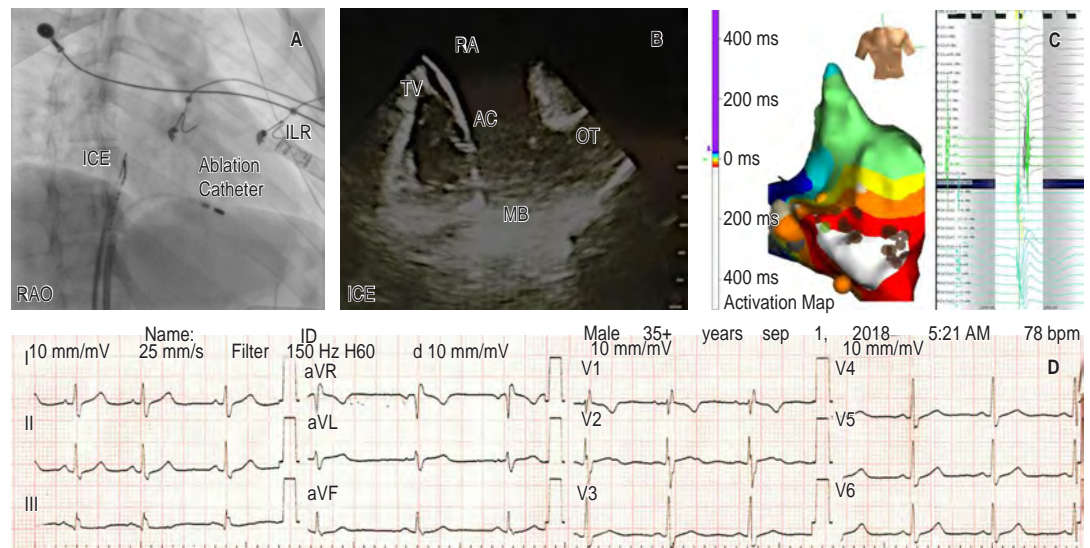 A
ILR
ICE
Ablation
Catheter
RAO
B
RA
TV
AC
OT
MB
ICE
C
400 ms
200 ms
0 ms
200 ms
400 ms
Activation Map
Name: ID Male 35+ years sep 1, 2018 5:21 AM 78 bpm
10 mm/mV 25 mm/s Filter 150 Hz H60 d 10 mm/mV 10 mm/mV 10 mm/mV
D
I aVR V1 V4
II aVL V2 V5
III aVF V3 V6